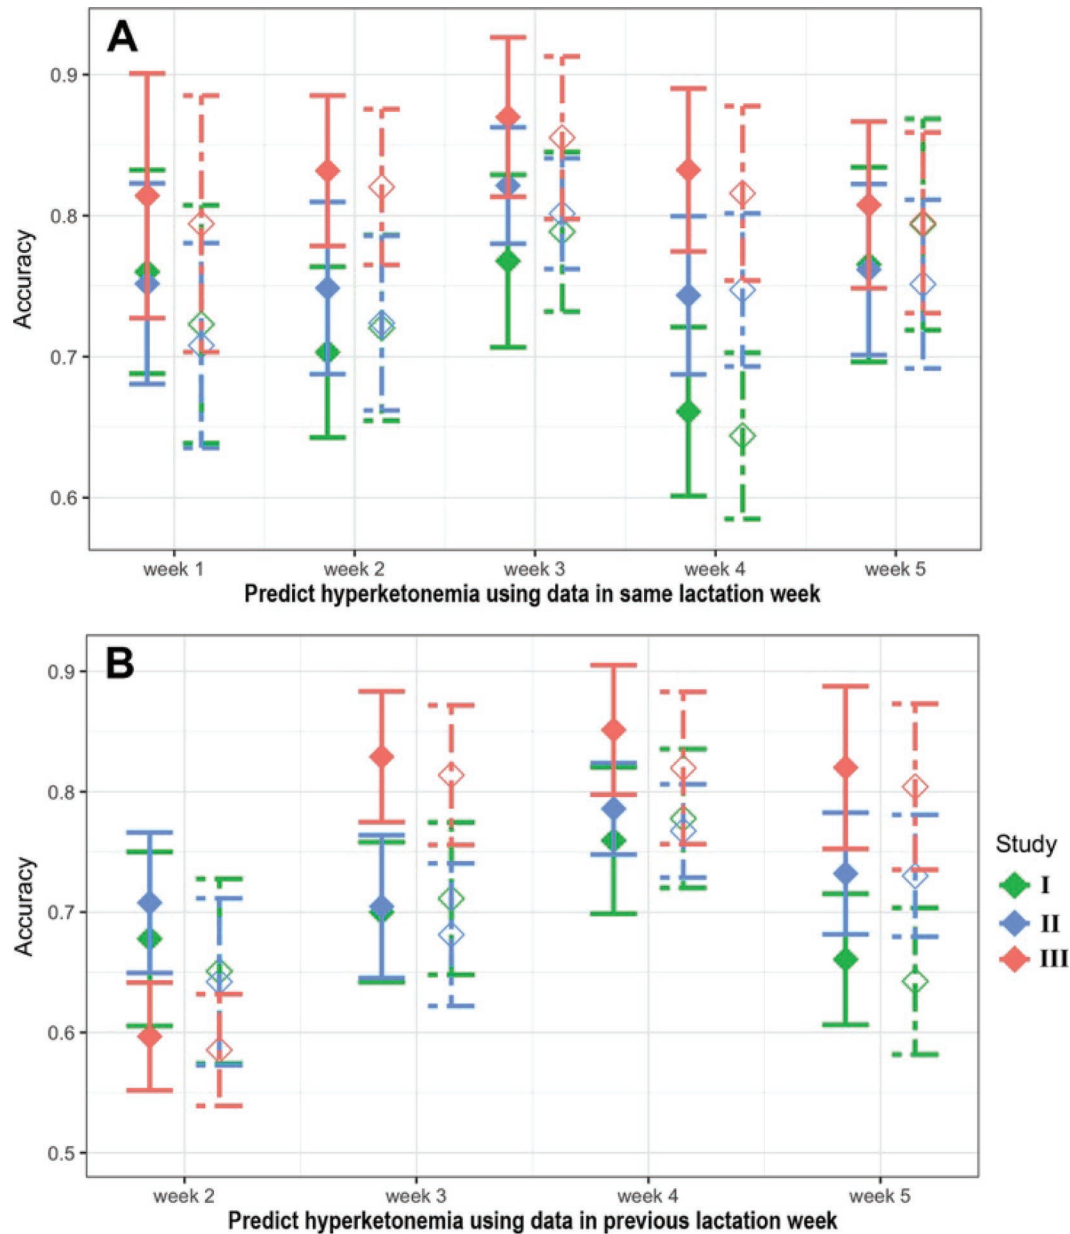 A
0.9
0.8
0.7
0.6
Accuracy
week 1 week 2 week 3 week 4 week 5
Predict hyperketonemia using data in same lactation week
B
0.9
0.8
0.7
0.6
0.5
Accuracy
week 2 week 3 week 4 week 5
Predict hyperketonemia using data in previous lactation week
Study
I
II
III